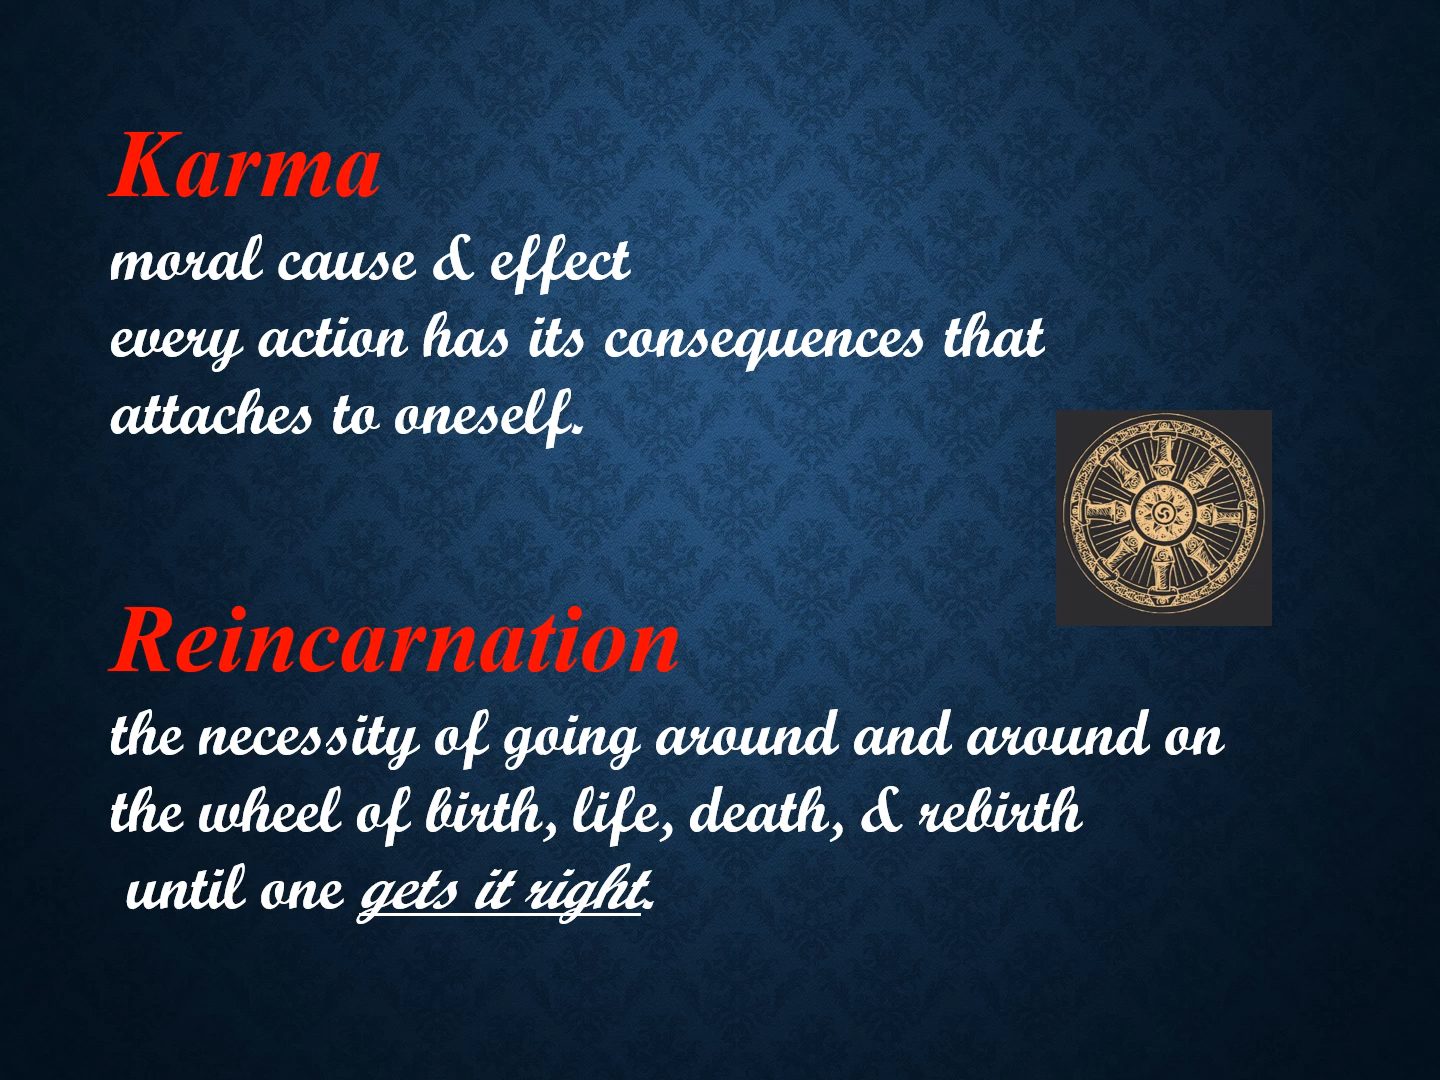 Karma
moral cause & effect
every action has its consequences that
attaches to oneself.
Reincarnation
the necessity of going around and around on
the wheel of birth, life, death, & rebirth
until one gets it right.